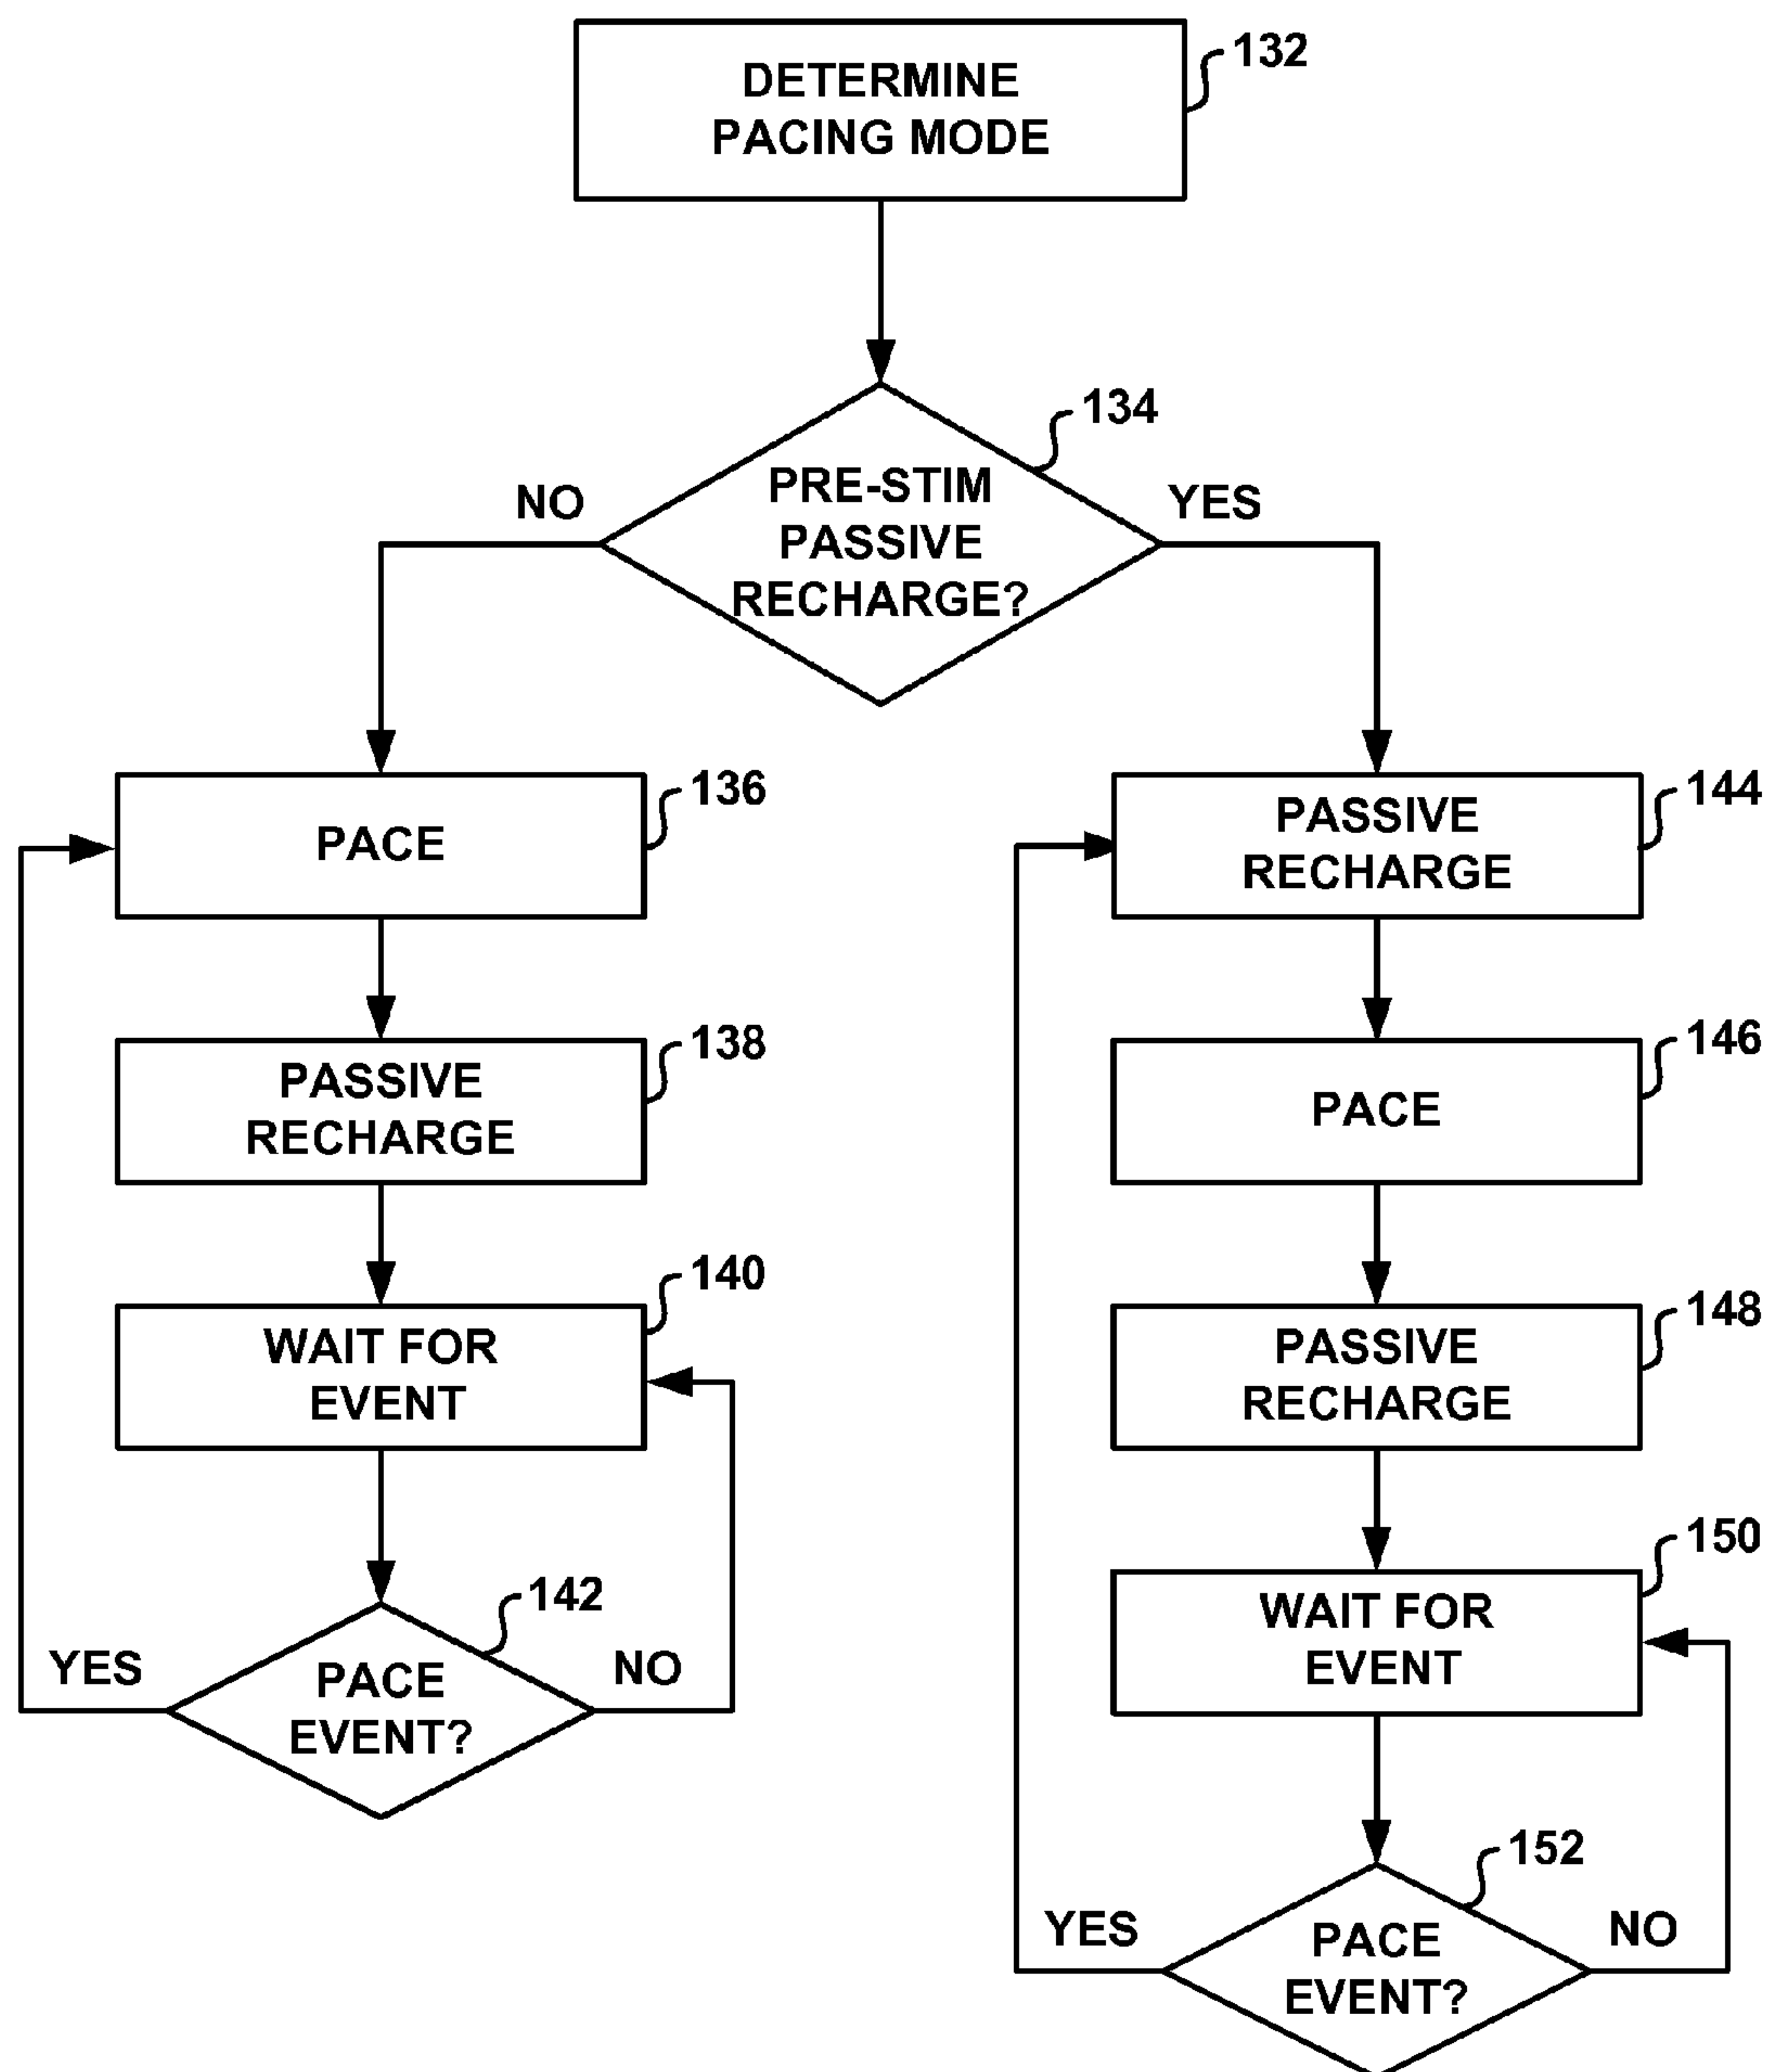 DETERMINE
PACING MODE
132
134
PRE-STIM
PASSIVE
RECHARGE?
NO
YES
PACE
136
PASSIVE
RECHARGE
138
WAIT FOR
EVENT
140
142
PACE
EVENT?
YES
NO
PASSIVE
RECHARGE
144
PACE
146
PASSIVE
RECHARGE
148
WAIT FOR
EVENT
150
152
PACE
EVENT?
YES
NO